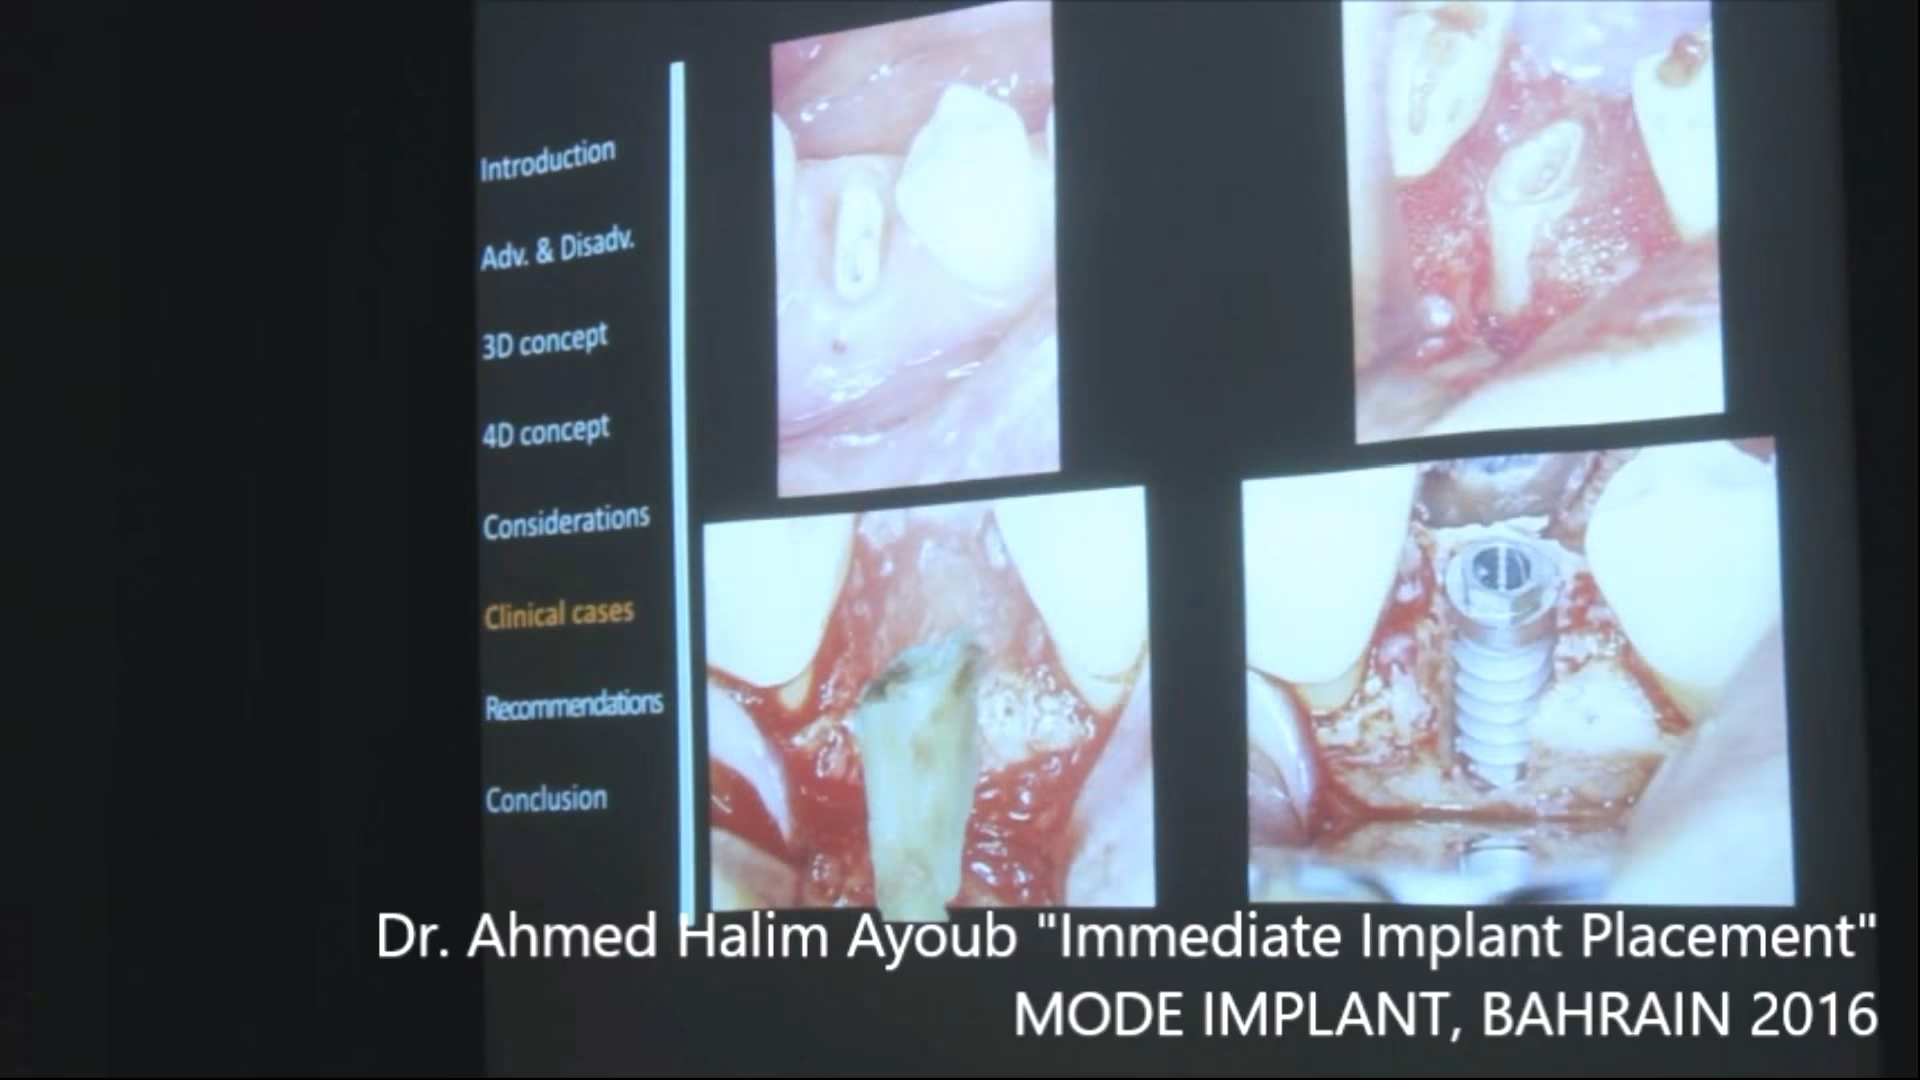 Introduction
Adv. & Disadv.
3D concept
4D concept
Considerations
Clinical cases
Recommendations
Conclusion
Dr. Ahmed Halim Ayoub "Immediate Implant Placement"
MODE IMPLANT, BAHRAIN 2016